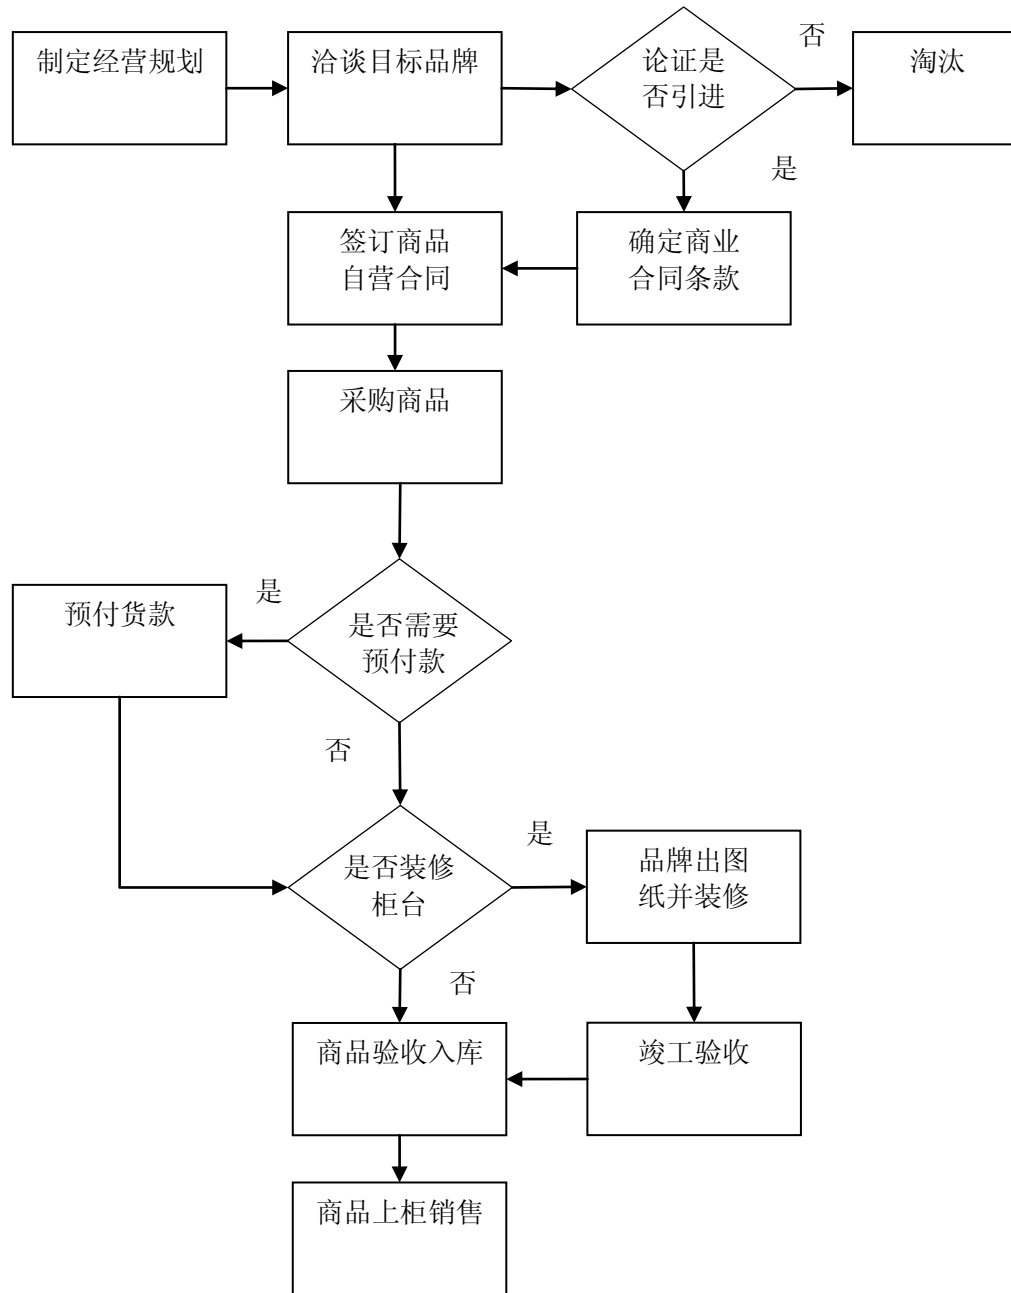 制定经营规划
洽谈目标品牌
论证是
否引进
否
淘汰
是
签订商品
自营合同
确定商业
合同条款
采购商品
预付货款
是
是否需要
预付款
否
是否装修
柜台
是
品牌出图
纸并装修
否
商品验收入库
竣工验收
商品上柜销售